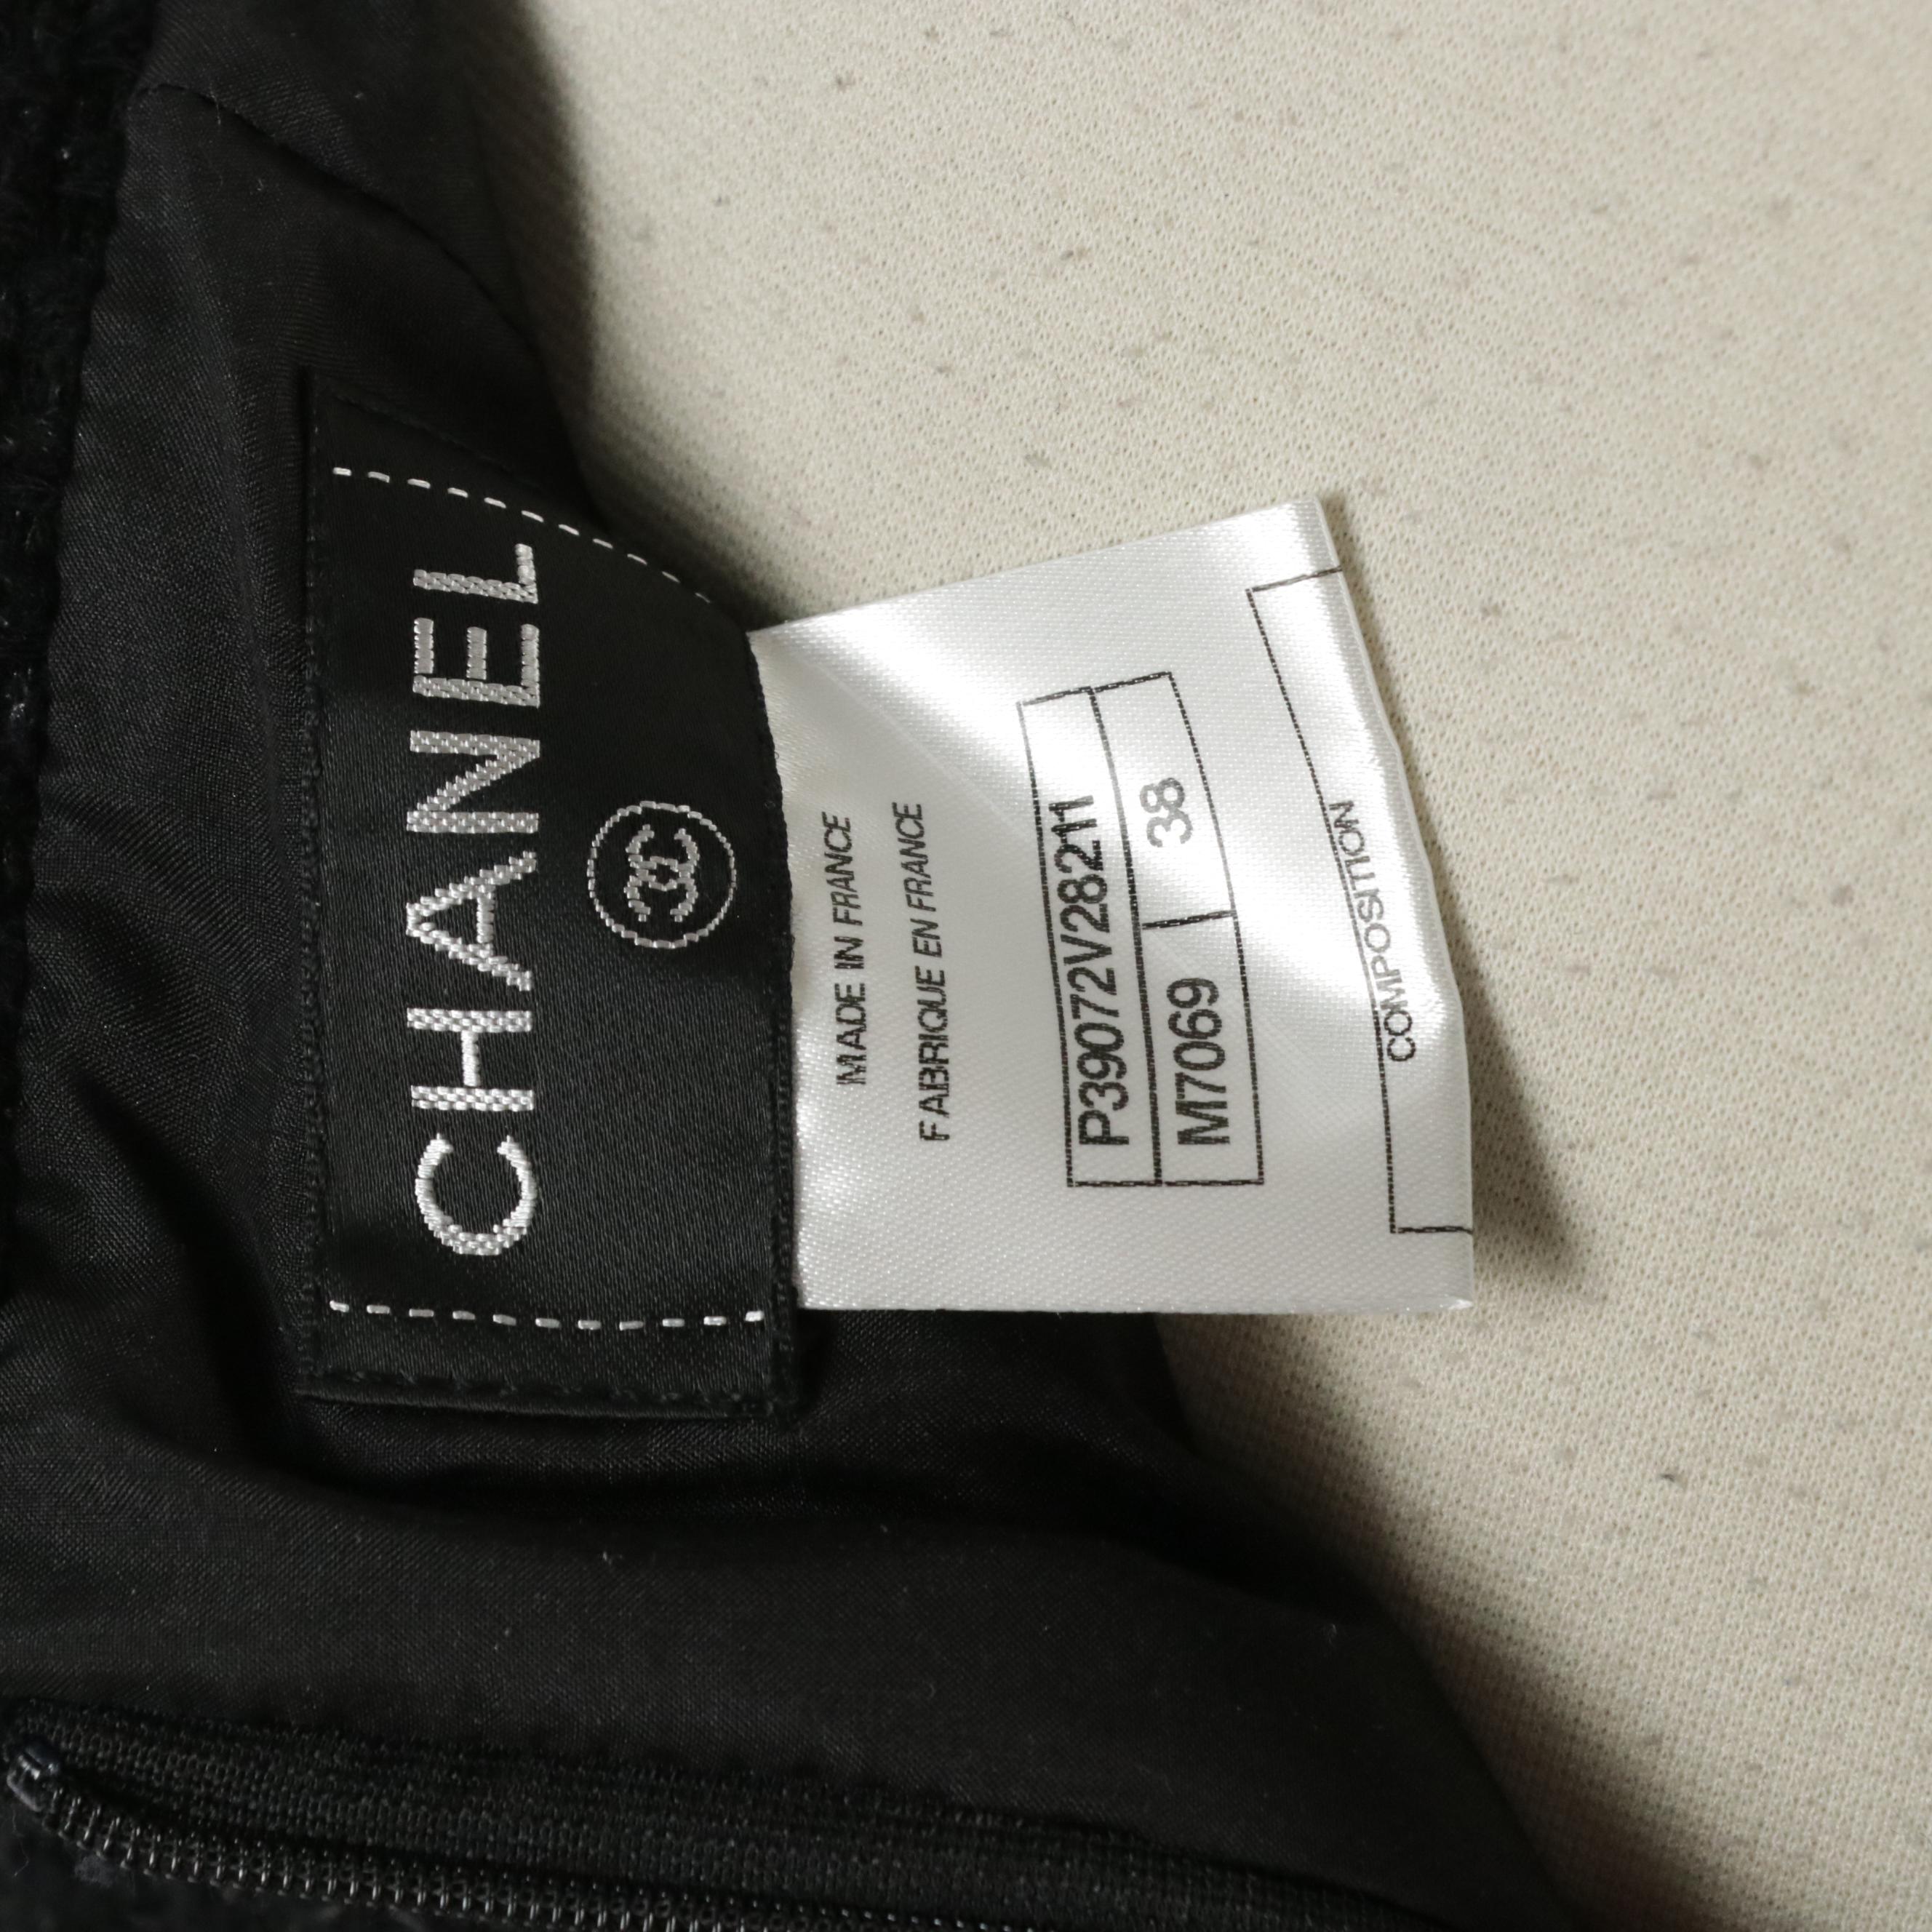 CHANEL
MADE IN FRANCE
FABRIQUE EN FRANCE
P39072V28211
M7069 38
COMPOSITION